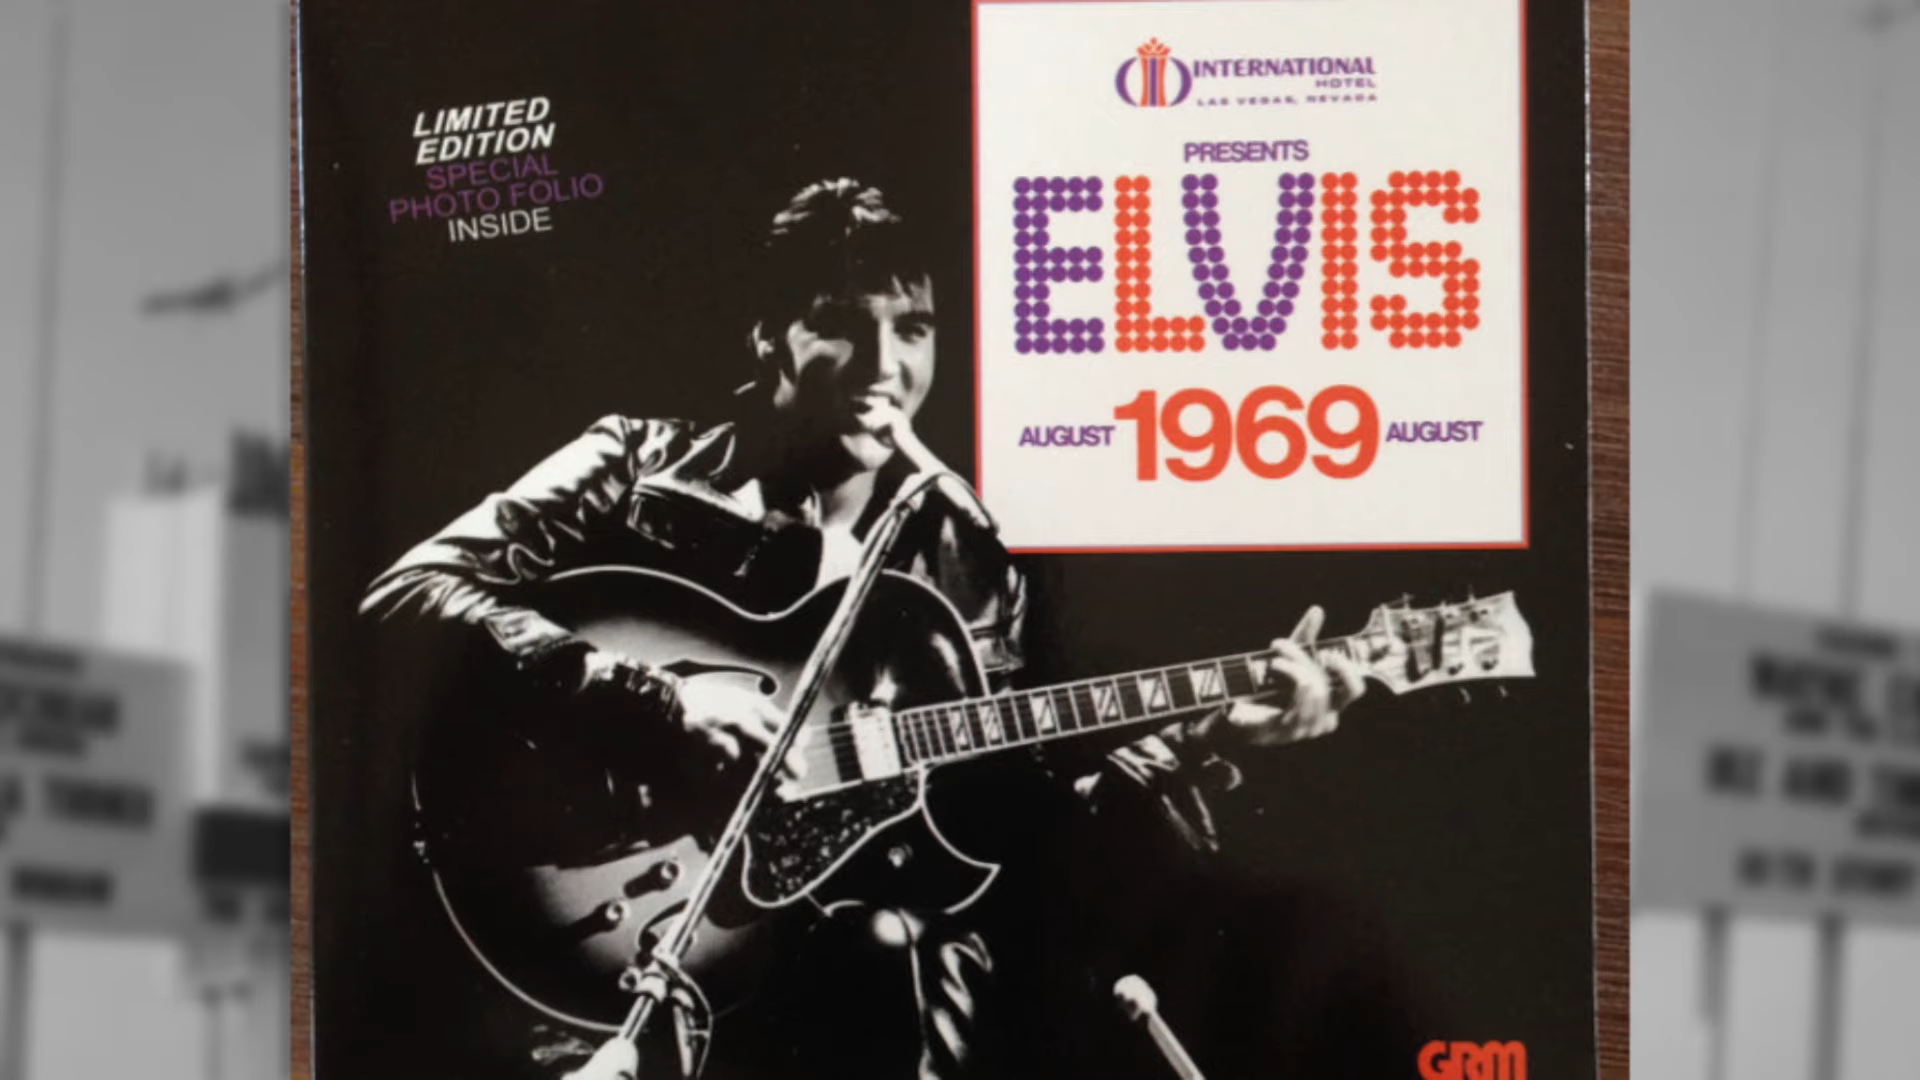 LIMITED
EDITION
SPECIAL
PHOTO FOLIO
INSIDE
INTERNATIONAL
HOTEL
LAS VEGAS, NEVADA
PRESENTS
ELVIS
AUGUST 1969 AUGUST
GRM